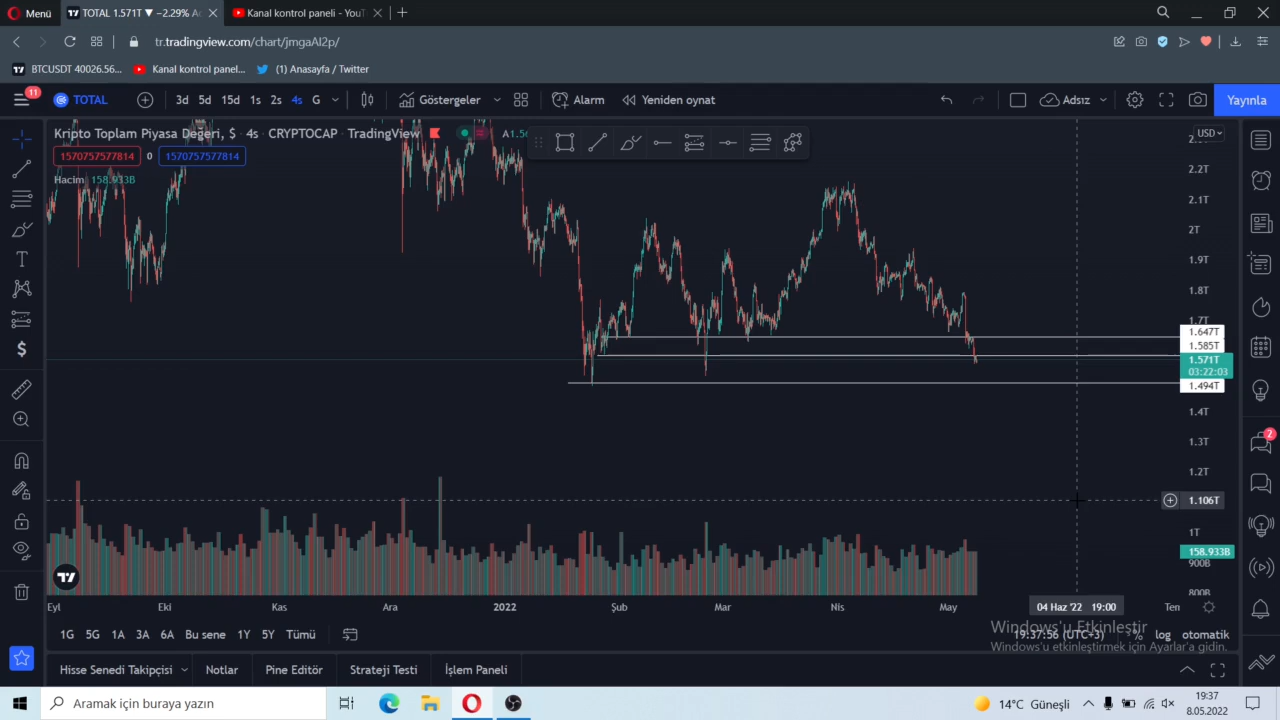 Menü
TOTAL 1.571T ▼ −2.29%
Kanal kontrol paneli - YouT
tr.tradingview.com/chart/jmgaAI2p/
BTCUSDT 40026.56...
Kanal kontrol panel...
(1) Anasayfa / Twitter
11
TOTAL
3d 5d 15d 1s 2s 4s G
Göstergeler
Alarm
Yeniden oynat
Adsız
Yayınla
Kripto Toplam Piyasa Değeri, $ · 4s · CRYPTOCAP · TradingView
1570757577814 0 1570757577814
Hacim: 158.933B
USD
2.2T
2.1T
2T
1.9T
1.8T
1.7T
1.647T
1.585T
1.571T
03:22:03
1.494T
1.4T
1.3T
1.2T
1.106T
1T
158.933B
900B
800B
2
Eyl Eki Kas Ara 2022 Şub Mar Nis May 04 Haz '22 19:00 Tem
1G 5G 1A 3A 6A Bu sene 1Y 5Y Tümü
19:37:56 (UTC+3) % log otomatik
Windows'u Etkinleştir
Windows'u etkinleştirmek için Ayarlar'a gidin.
Hisse Senedi Takipçisi Notlar Pine Editör Strateji Testi İşlem Paneli
Aramak için buraya yazın
14°C Güneşli
19:37
8.05.2022